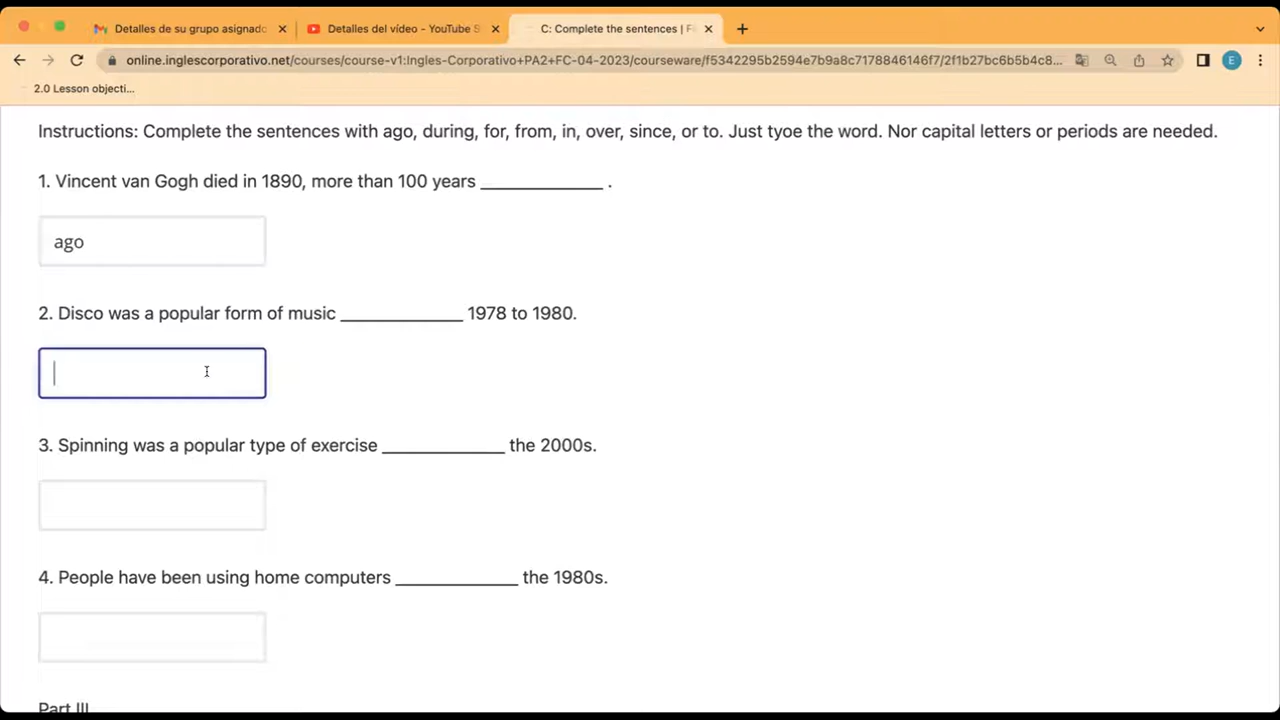 Detalles de su grupo asignado
Detalles del vídeo - YouTube S
C: Complete the sentences | F
online.inglescorporativo.net/courses/course-v1:Ingles-Corporativo+PA2+FC-04-2023/courseware/f5342295b2594e7b9a8c7178846146f7/2f1b27bc6b5b4c8...
E
2.0 Lesson objecti...
Instructions: Complete the sentences with ago, during, for, from, in, over, since, or to. Just tyoe the word. Nor capital letters or periods are needed.
1. Vincent van Gogh died in 1890, more than 100 years ____________ .
ago
2. Disco was a popular form of music ____________ 1978 to 1980.
3. Spinning was a popular type of exercise ____________ the 2000s.
4. People have been using home computers ____________ the 1980s.
Part III